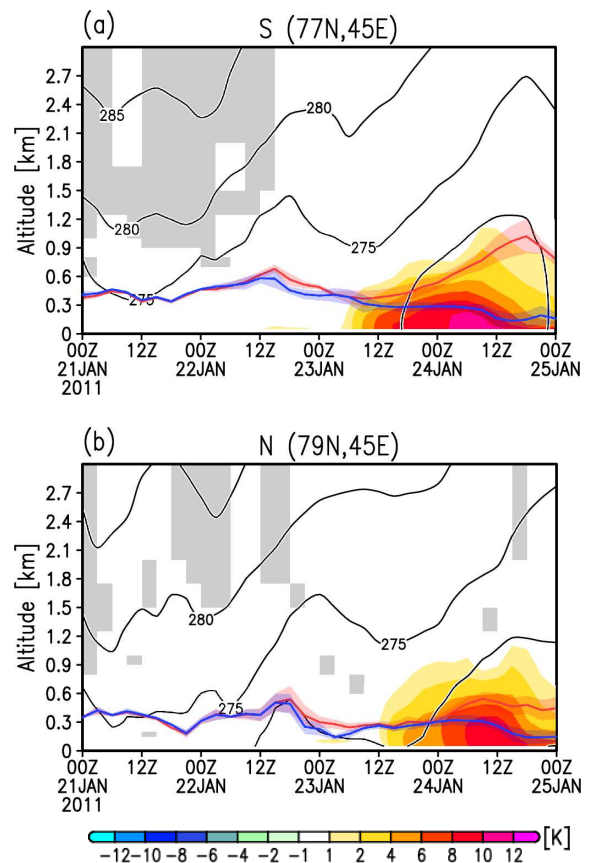 (a)
S (77N,45E)
Altitude [km]
2.7
2.4
2.1
1.8
1.5
1.2
0.9
0.6
0.3
0
285
280
280
275
275
00Z 12Z 00Z 12Z 00Z 12Z 00Z 12Z 00Z
21JAN 22JAN 23JAN 24JAN 25JAN
2011
(b)
N (79N,45E)
Altitude [km]
2.7
2.4
2.1
1.8
1.5
1.2
0.9
0.6
0.3
0
280
275
275
00Z 12Z 00Z 12Z 00Z 12Z 00Z 12Z 00Z
21JAN 22JAN 23JAN 24JAN 25JAN
2011
[K]
-12 -10 -8 -6 -4 -2 -1 1 2 4 6 8 10 12